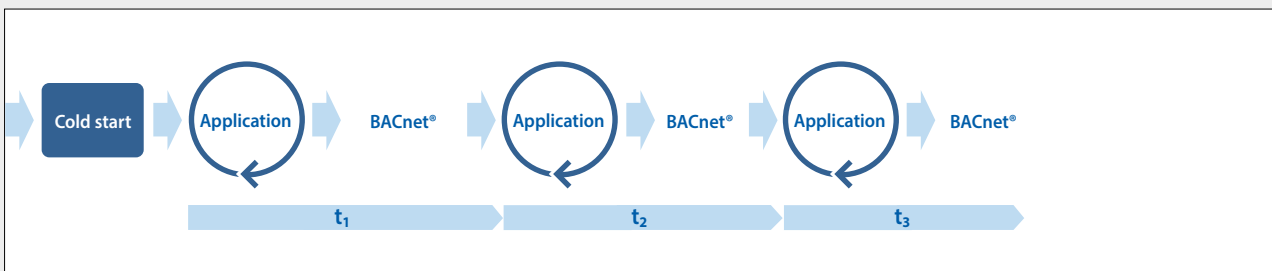 Cold start
Application
BACnet®
Application
BACnet®
Application
BACnet®
t₁
t₂
t₃